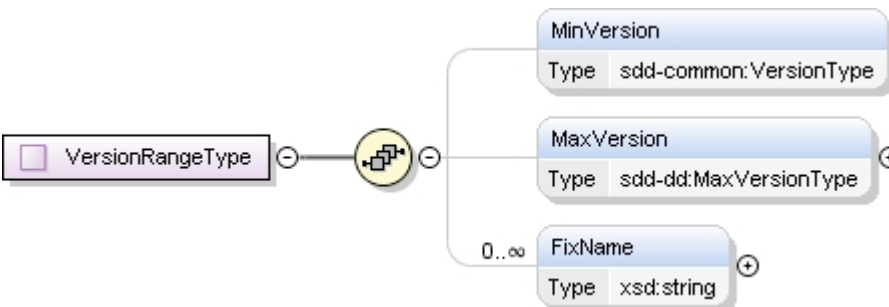 MinVersion
Type sdd-common:VersionType
VersionRangeType
MaxVersion
Type sdd-dd:MaxVersionType
0..∞
FixName
Type xsd:string